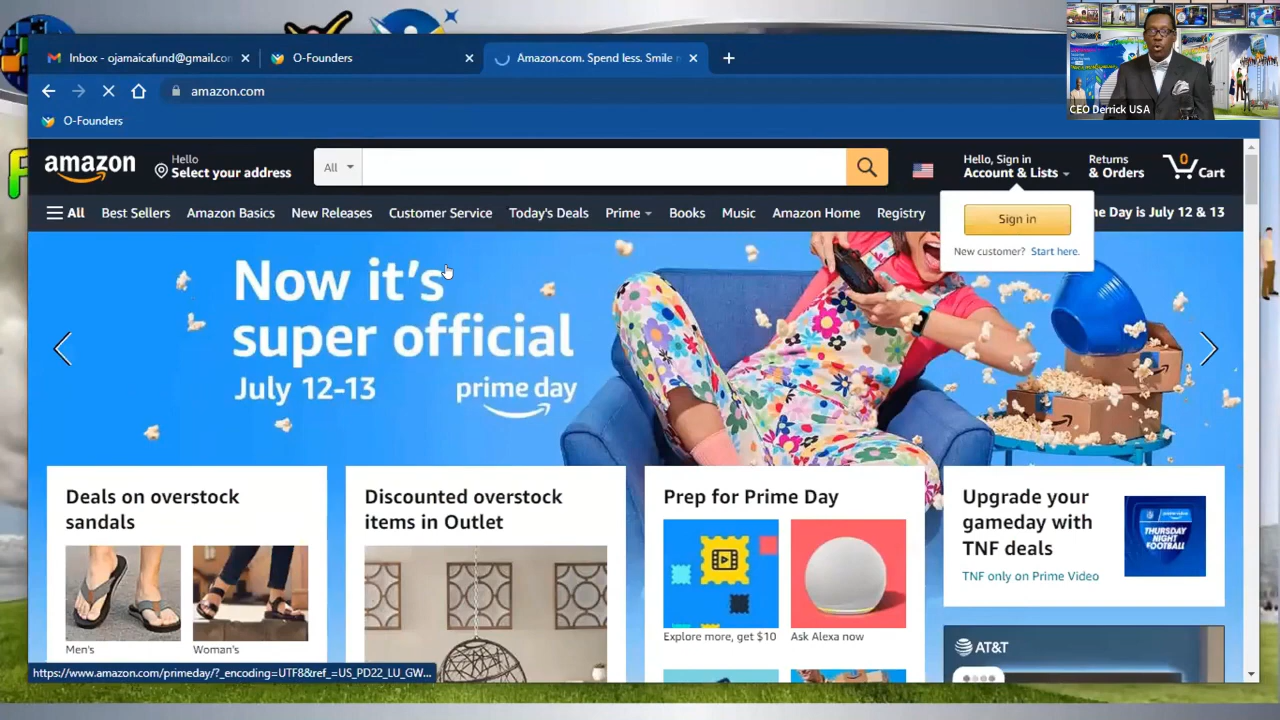 Inbox - ojamaicafund@gmail.co
O-Founders
Amazon.com. Spend less. Smile
amazon.com
O-Founders
CEO Derrick USA
amazon
Hello
Select your address
All
Hello, Sign in
Account & Lists
Returns
& Orders
0
Cart
All
Best Sellers
Amazon Basics
New Releases
Customer Service
Today's Deals
Prime
Books
Music
Amazon Home
Registry
ne Day is July 12 & 13
Sign in
New customer? Start here.
Now it's
super official
July 12-13
prime day
Deals on overstock
sandals
Men's
Woman's
Discounted overstock
items in Outlet
Prep for Prime Day
Explore more, get $10
Ask Alexa now
Upgrade your
gameday with
TNF deals
TNF only on Prime Video
THURSDAY
NIGHT
FOOTBALL
AT&T
https://www.amazon.com/primeday/?_encoding=UTF8&ref_=US_PD22_LU_GW...